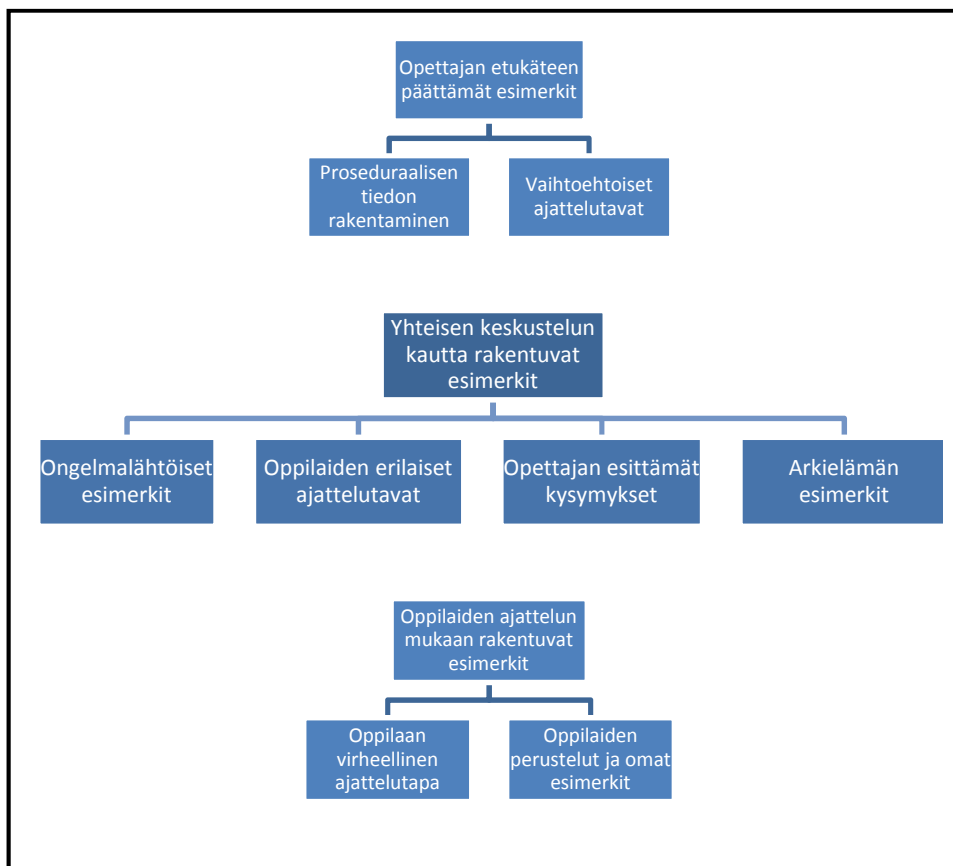 Opettajan etukäteen
päättämät esimerkit
Proseduraalisen
tiedon
rakentaminen
Vaihtoehtoiset
ajattelutavat
Yhteisen keskustelun
kautta rakentuvat
esimerkit
Ongelmalähtöiset
esimerkit
Oppilaiden erilaiset
ajattelutavat
Opettajan esittämät
kysymykset
Arkielämän
esimerkit
Oppilaiden ajattelun
mukaan rakentuvat
esimerkit
Oppilaan
virheellinen
ajattelutapa
Oppilaiden
perustelut ja omat
esimerkit